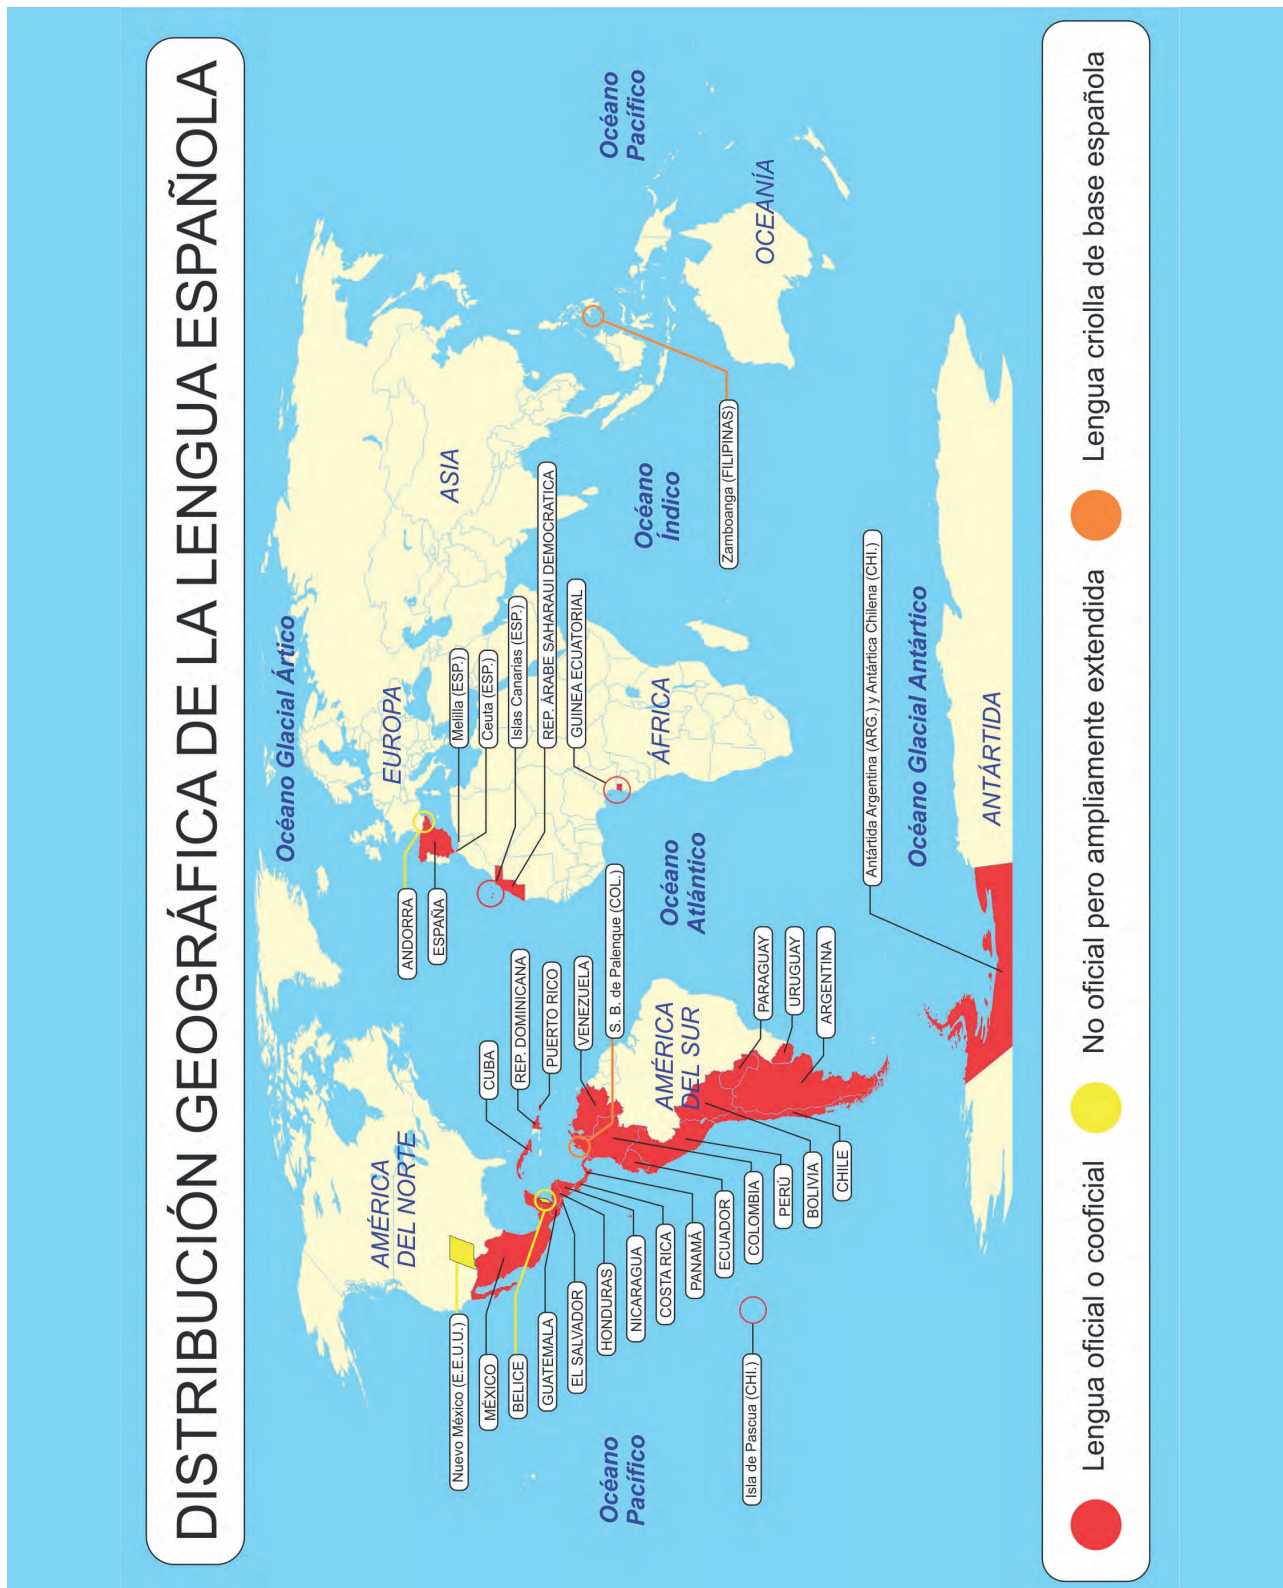 DISTRIBUCIÓN GEOGRÁFICA DE LA LENGUA ESPAÑOLA
Océano Glacial Ártico
AMÉRICA
DEL NORTE
EUROPA
ASIA
ANDORRA
ESPAÑA
Melilla (ESP.)
Ceuta (ESP.)
Islas Canarias (ESP.)
REP. ÁRABE SAHARAUI DEMOCRATICA
GUINEA ECUATORIAL
Nuevo México (E.E.U.U.)
MÉXICO
BELICE
GUATEMALA
EL SALVADOR
HONDURAS
NICARAGUA
COSTA RICA
PANAMÁ
ECUADOR
COLOMBIA
PERÚ
BOLIVIA
CHILE
CUBA
REP. DOMINICANA
PUERTO RICO
VENEZUELA
S. B. de Palenque (COL.)
AMÉRICA
DEL SUR
PARAGUAY
URUGUAY
ARGENTINA
Océano
Pacífico
Océano
Atlántico
ÁFRICA
Océano
Índico
Océano
Pacífico
Zamboanga (FILIPINAS)
OCEANÍA
Isla de Pascua (CHI.)
Antártida Argentina (ARG.) y Antártica Chilena (CHI.)
Océano Glacial Antártico
ANTÁRTIDA
Lengua oficial o cooficial
No oficial pero ampliamente extendida
Lengua criolla de base española